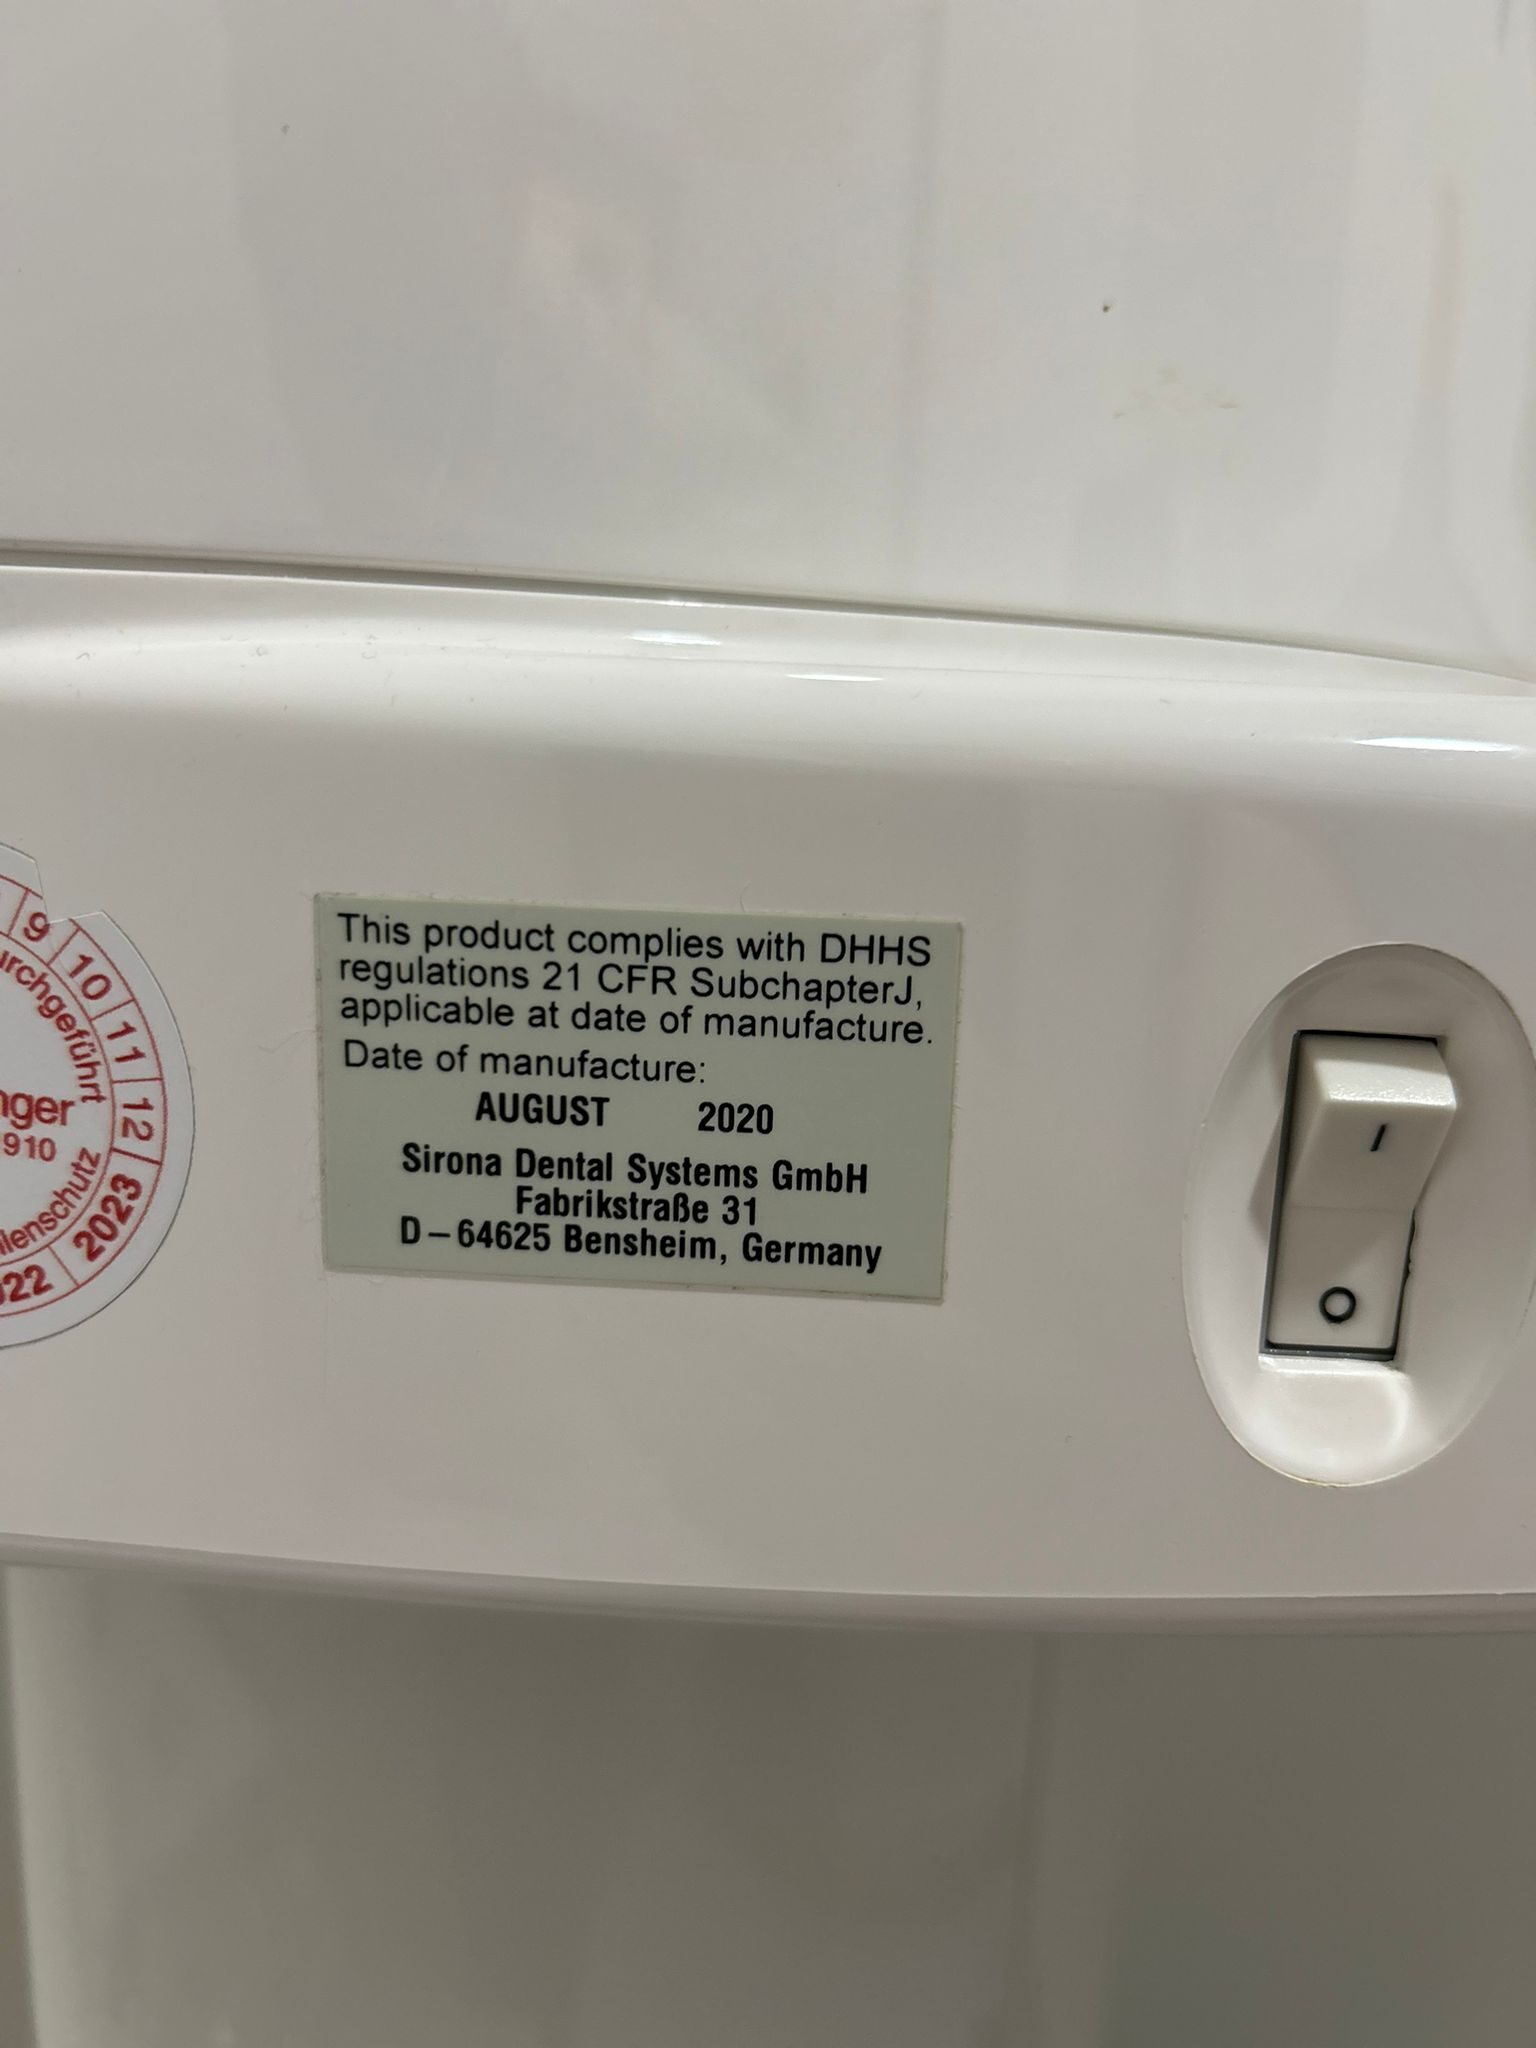 This product complies with DHHS
regulations 21 CFR SubchapterJ,
applicable at date of manufacture.
Date of manufacture:
AUGUST 2020
Sirona Dental Systems GmbH
Fabrikstraße 31
D–64625 Bensheim, Germany
9
10
11
12
2023
I
O